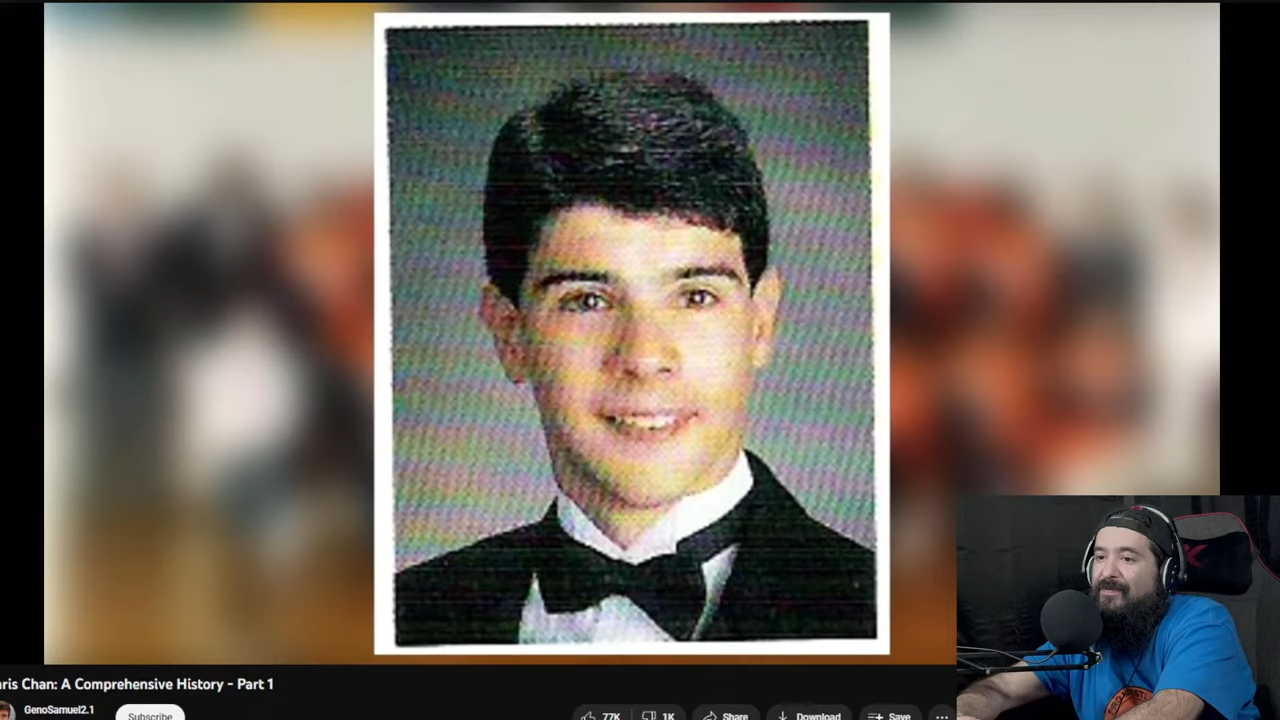 ris Chan: A Comprehensive History - Part 1
GenoSamuel2.1
Subscribe
77K
1K
Share
Download
Save